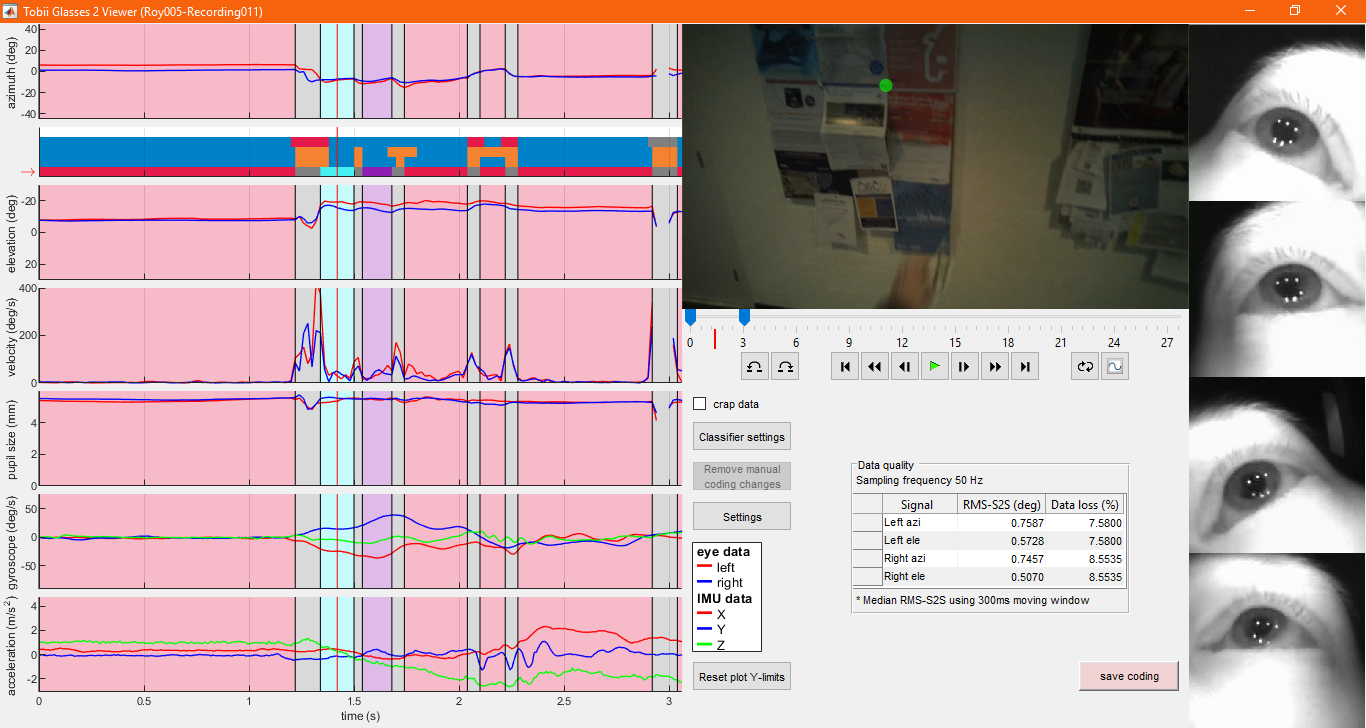 Tobii Glasses 2 Viewer (Roy005-Recording011)
azimuth (deg)
40
20
0
-20
-40
elevation (deg)
-20
0
20
velocity (deg/s)
400
200
0
pupil size (mm)
4
2
0
gyroscope (deg/s)
50
0
-50
acceleration (m/s²)
4
2
0
-2
0 0.5 1 1.5 2 2.5 3
time (s)
0 3 6 9 12 15 18 21 24 27
crap data
Classifier settings
Remove manual
coding changes
Settings
eye data
left
right
IMU data
X
Y
Z
Reset plot Y-limits
Data quality
Sampling frequency 50 Hz
Signal RMS-S2S (deg) Data loss (%)
Left azi 0.7587 7.5800
Left ele 0.5728 7.5800
Right azi 0.7457 8.5535
Right ele 0.5070 8.5535
* Median RMS-S2S using 300ms moving window
save coding